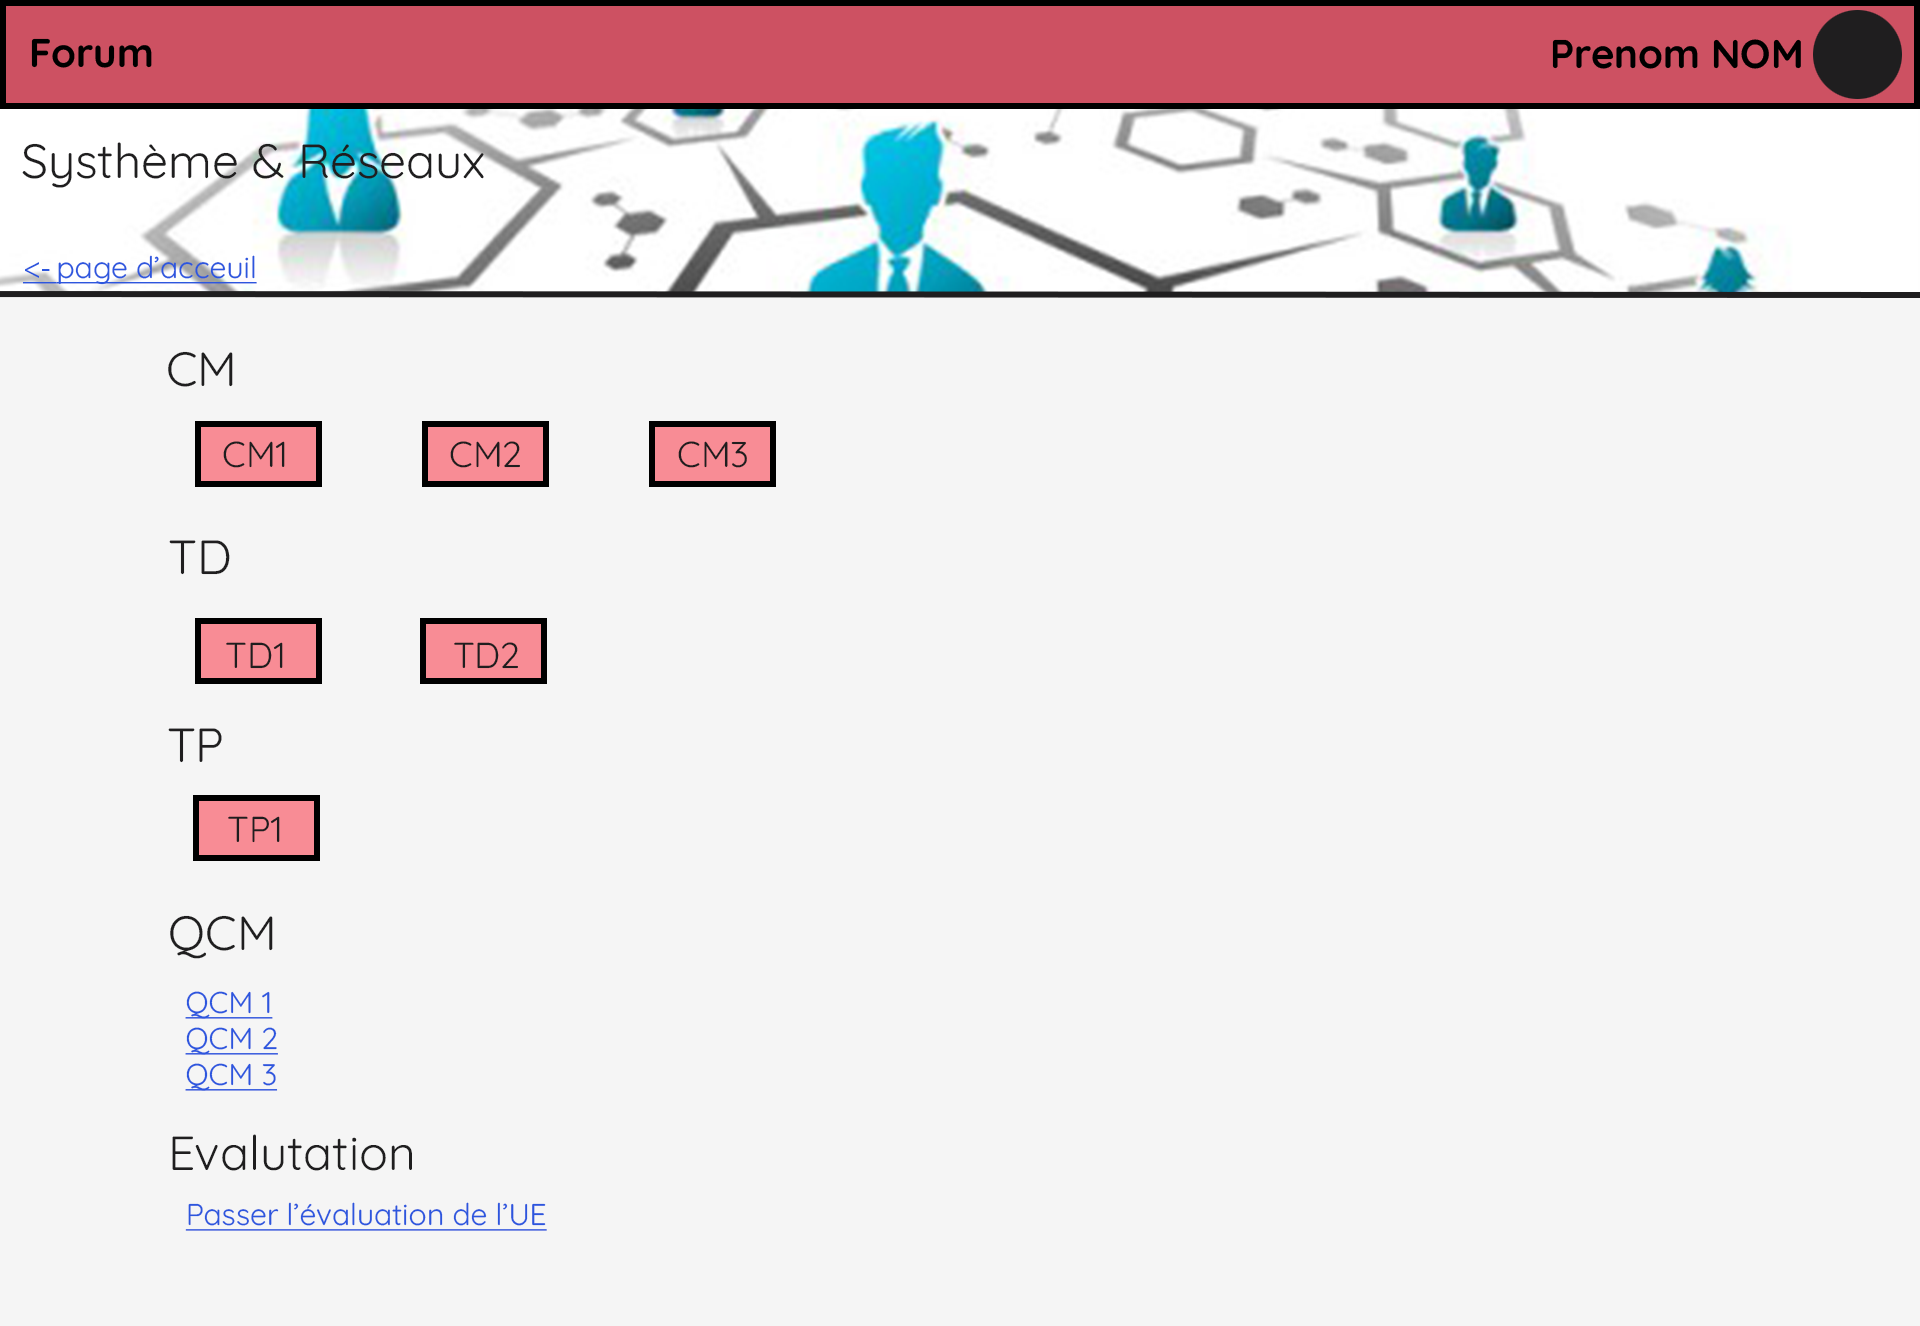 Forum
Prenom NOM
Systhème & Réseaux
<- page d’acceuil
CM
CM1
CM2
CM3
TD
TD1
TD2
TP
TP1
QCM
QCM 1
QCM 2
QCM 3
Evalutation
Passer l’évaluation de l’UE